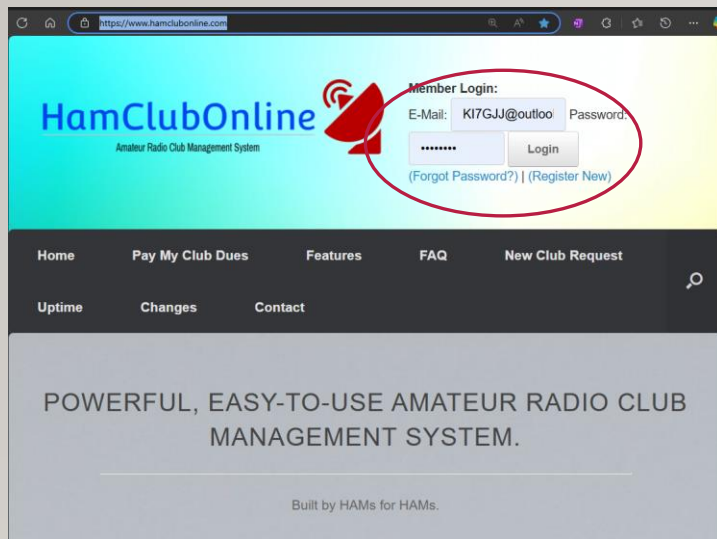 https://www.hamclubonline.com
HamClubOnline
Amateur Radio Club Management System
Member Login:
E-Mail: KI7GJJ@outloo Password:
•••••••• Login
(Forgot Password?) | (Register New)
Home Pay My Club Dues Features FAQ New Club Request
Uptime Changes Contact
POWERFUL, EASY-TO-USE AMATEUR RADIO CLUB
MANAGEMENT SYSTEM.
Built by HAMs for HAMs.